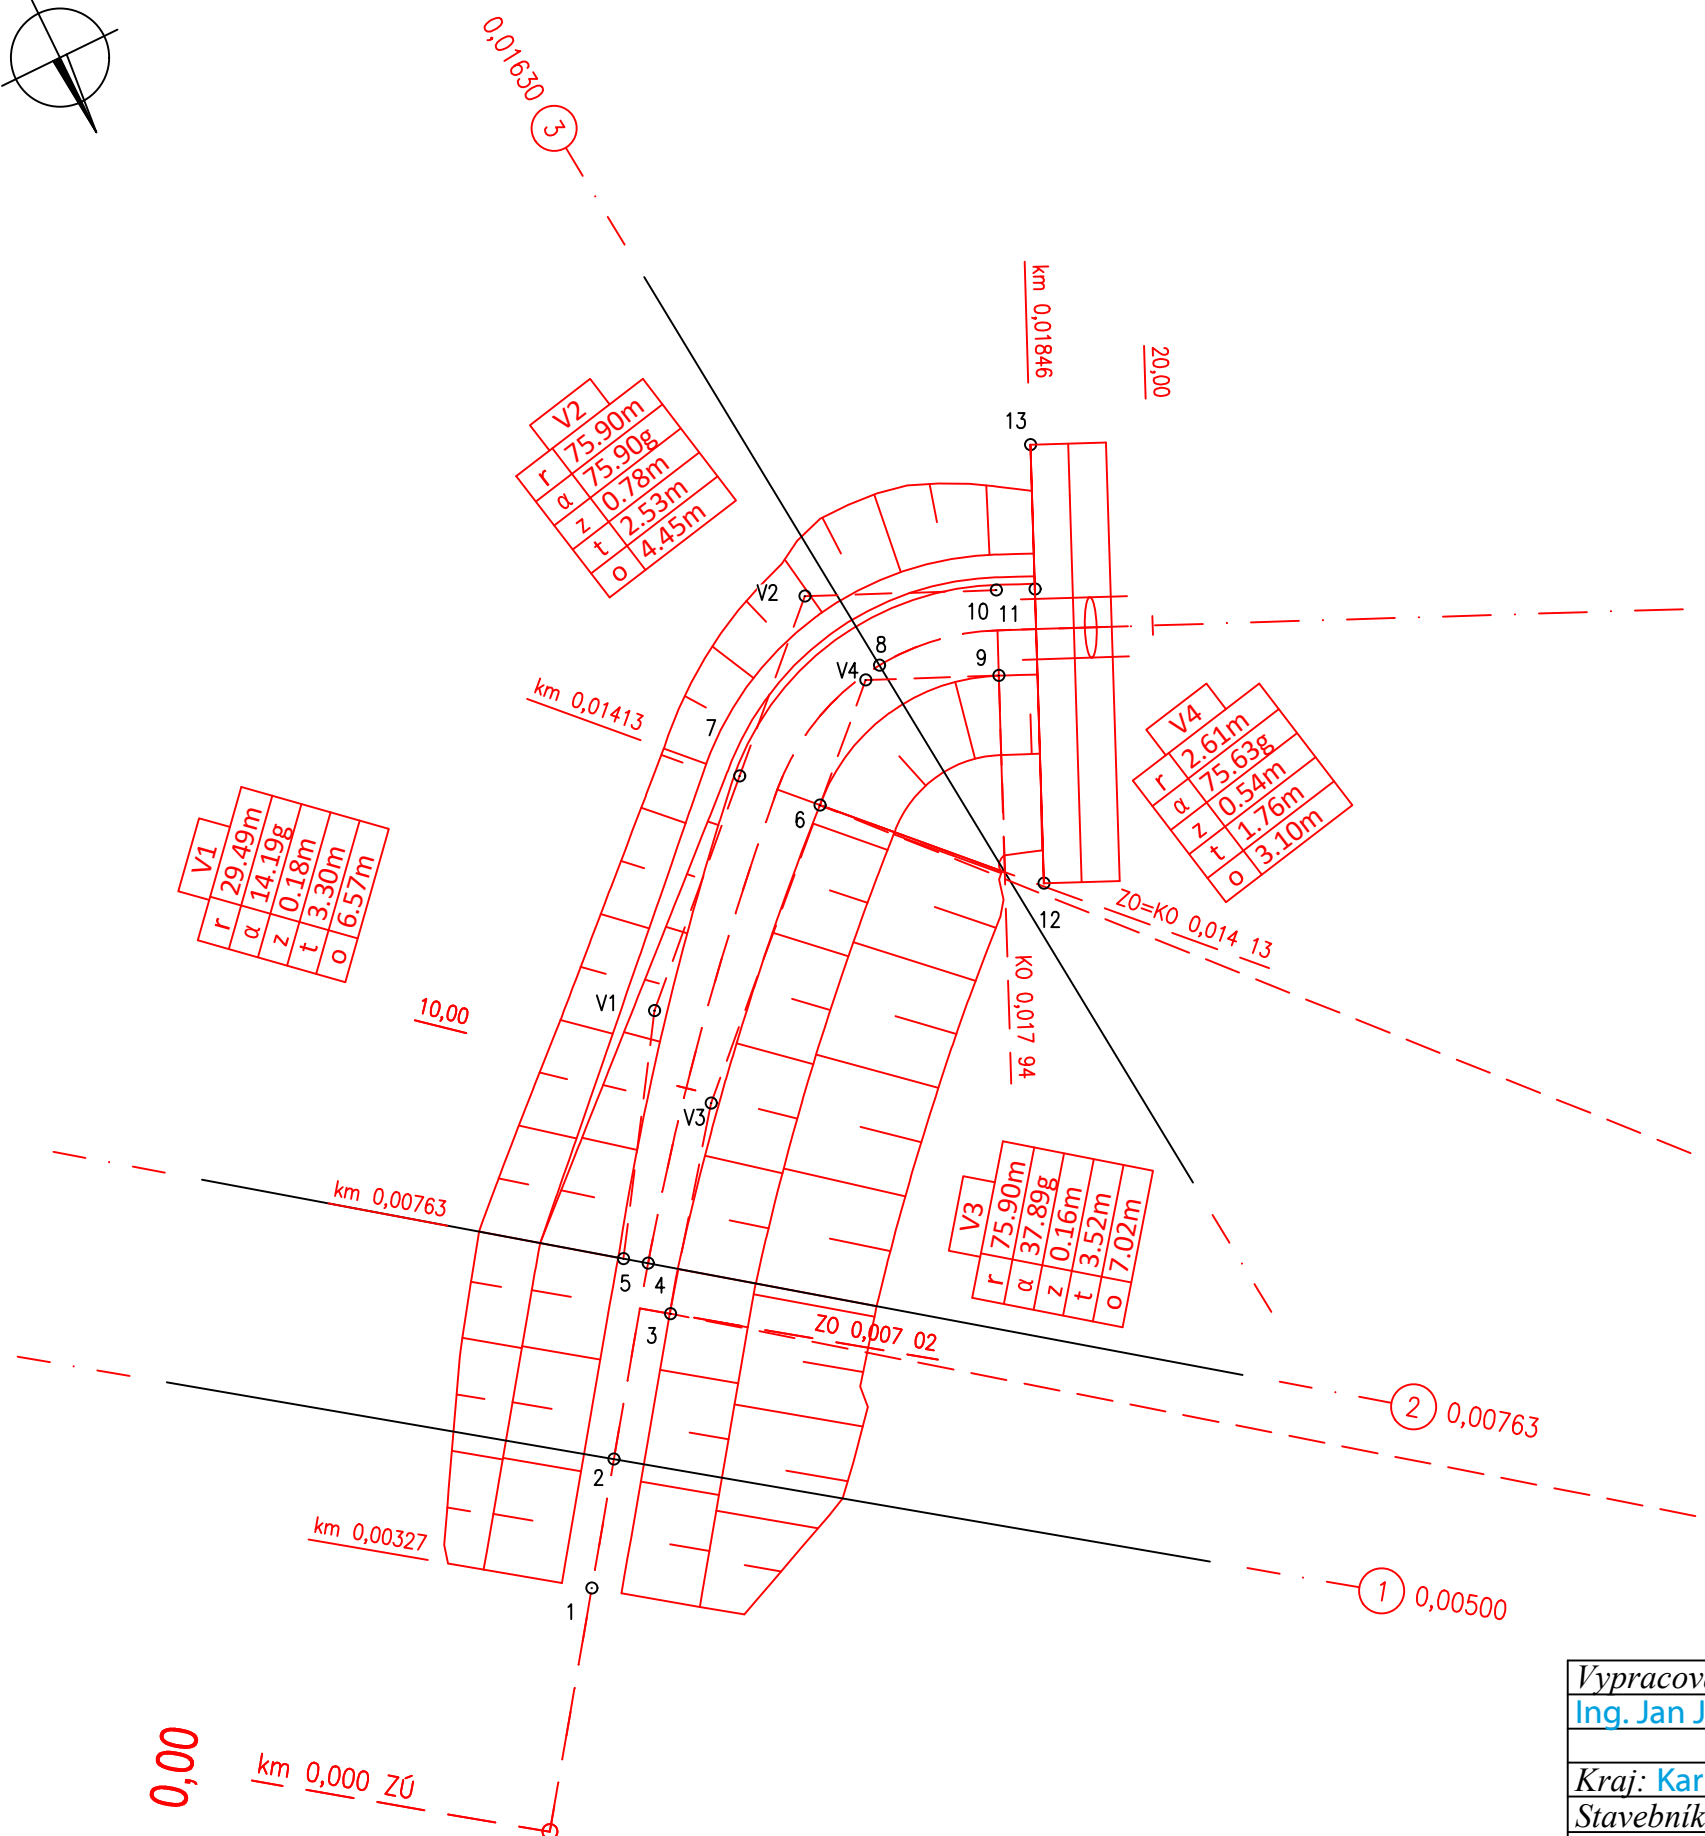 0,01630
3
km 0,01846
20,00
13
V2
r 75.90m
α 75.90g
z 0.78m
t 2.53m
o 4.45m
V2
10
11
8
V4
9
7
km 0,01413
6
V4
r 2.61m
α 75.63g
z 0.54m
t 1.76m
o 3.10m
V1
r 29.49m
α 14.19g
z 0.18m
t 3.30m
o 6.57m
12
ZO=KO 0,014 13
KO 0,017 94
V1
10,00
V3
km 0,00763
V3
r 75.90m
α 37.89g
z 0.16m
t 3.52m
o 7.02m
5
4
3
ZO 0,007 02
2
0,00763
2
km 0,00327
1
0,00500
1
0,00
km 0,000 ZÚ
Ing. Jan J
Kraj: Kar
Stavebník